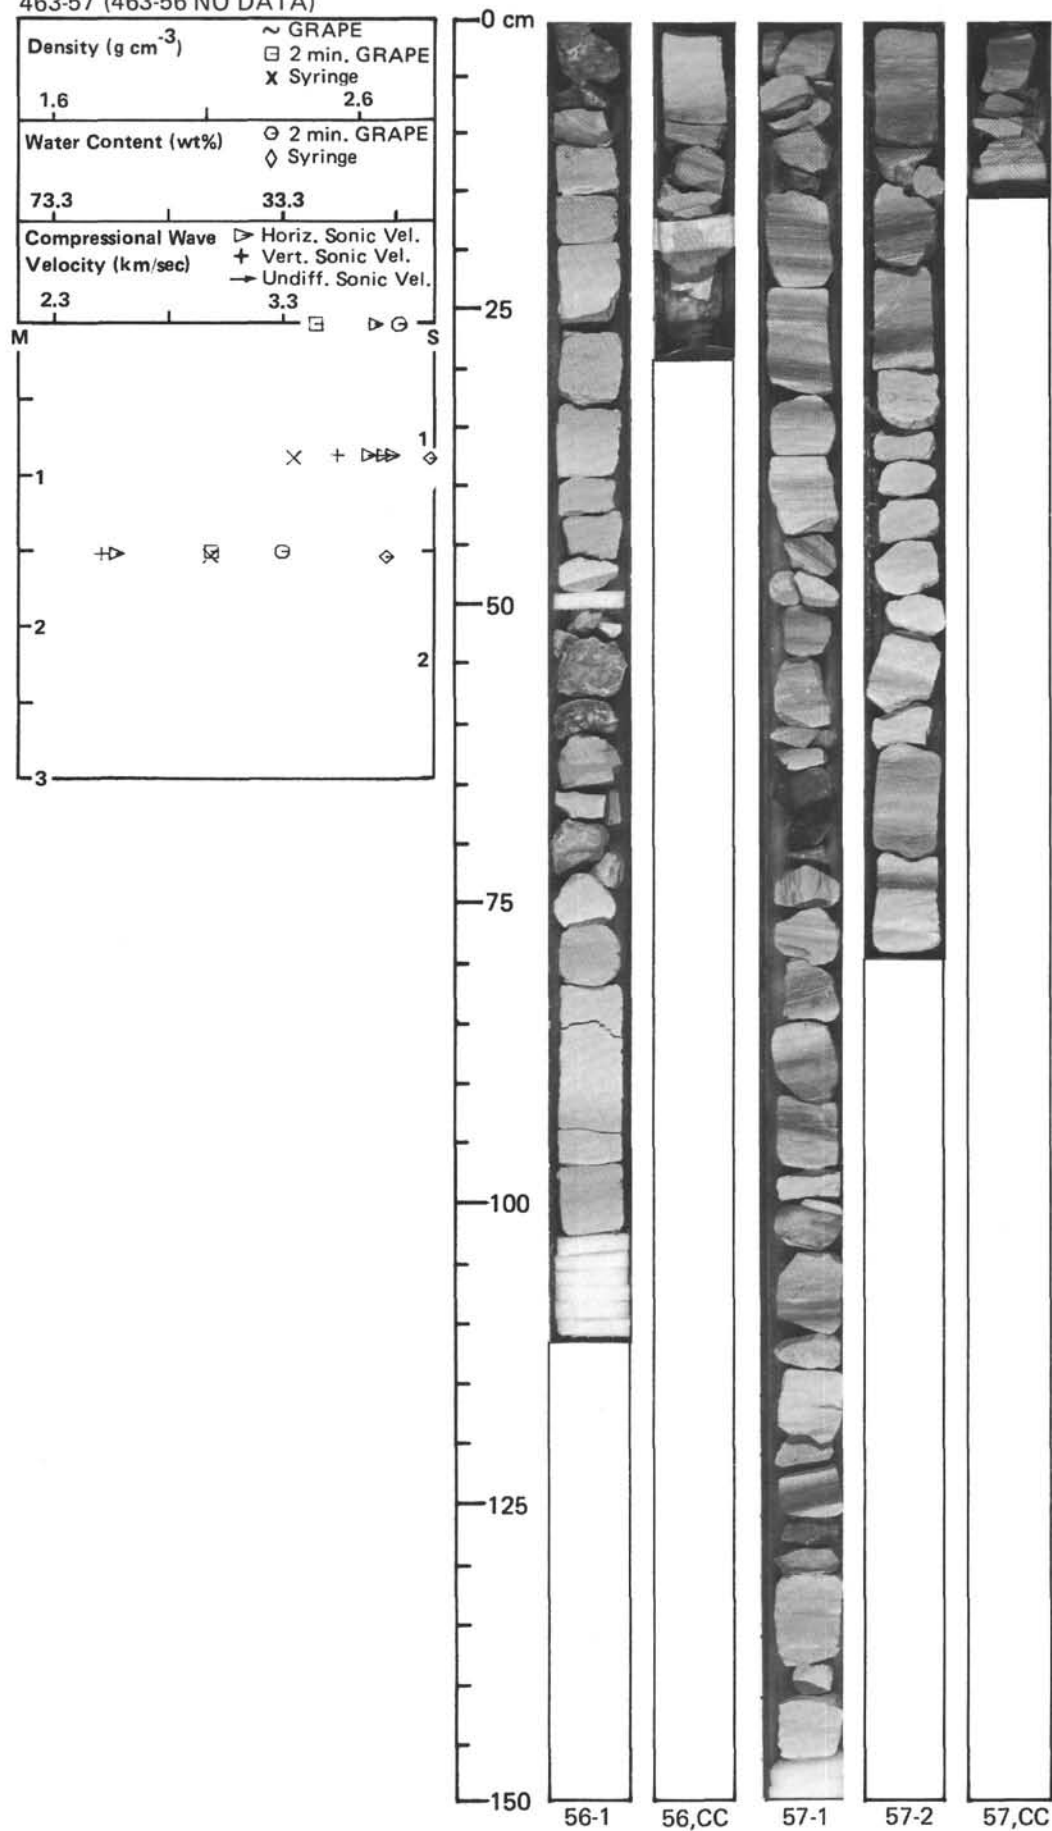 463-57 (463-56 NO DATA)
Density (g cm-3)
~ GRAPE
2 min. GRAPE
x Syringe
1.6 2.6
Water Content (wt%)
2 min. GRAPE
◊ Syringe
73.3 33.3
Compressional Wave
Velocity (km/sec)
Horiz. Sonic Vel.
+ Vert. Sonic Vel.
→ Undiff. Sonic Vel.
2.3 3.3
M S
1
1
2
2
3
0 cm
25
50
75
100
125
150
56-1 56,CC 57-1 57-2 57,CC